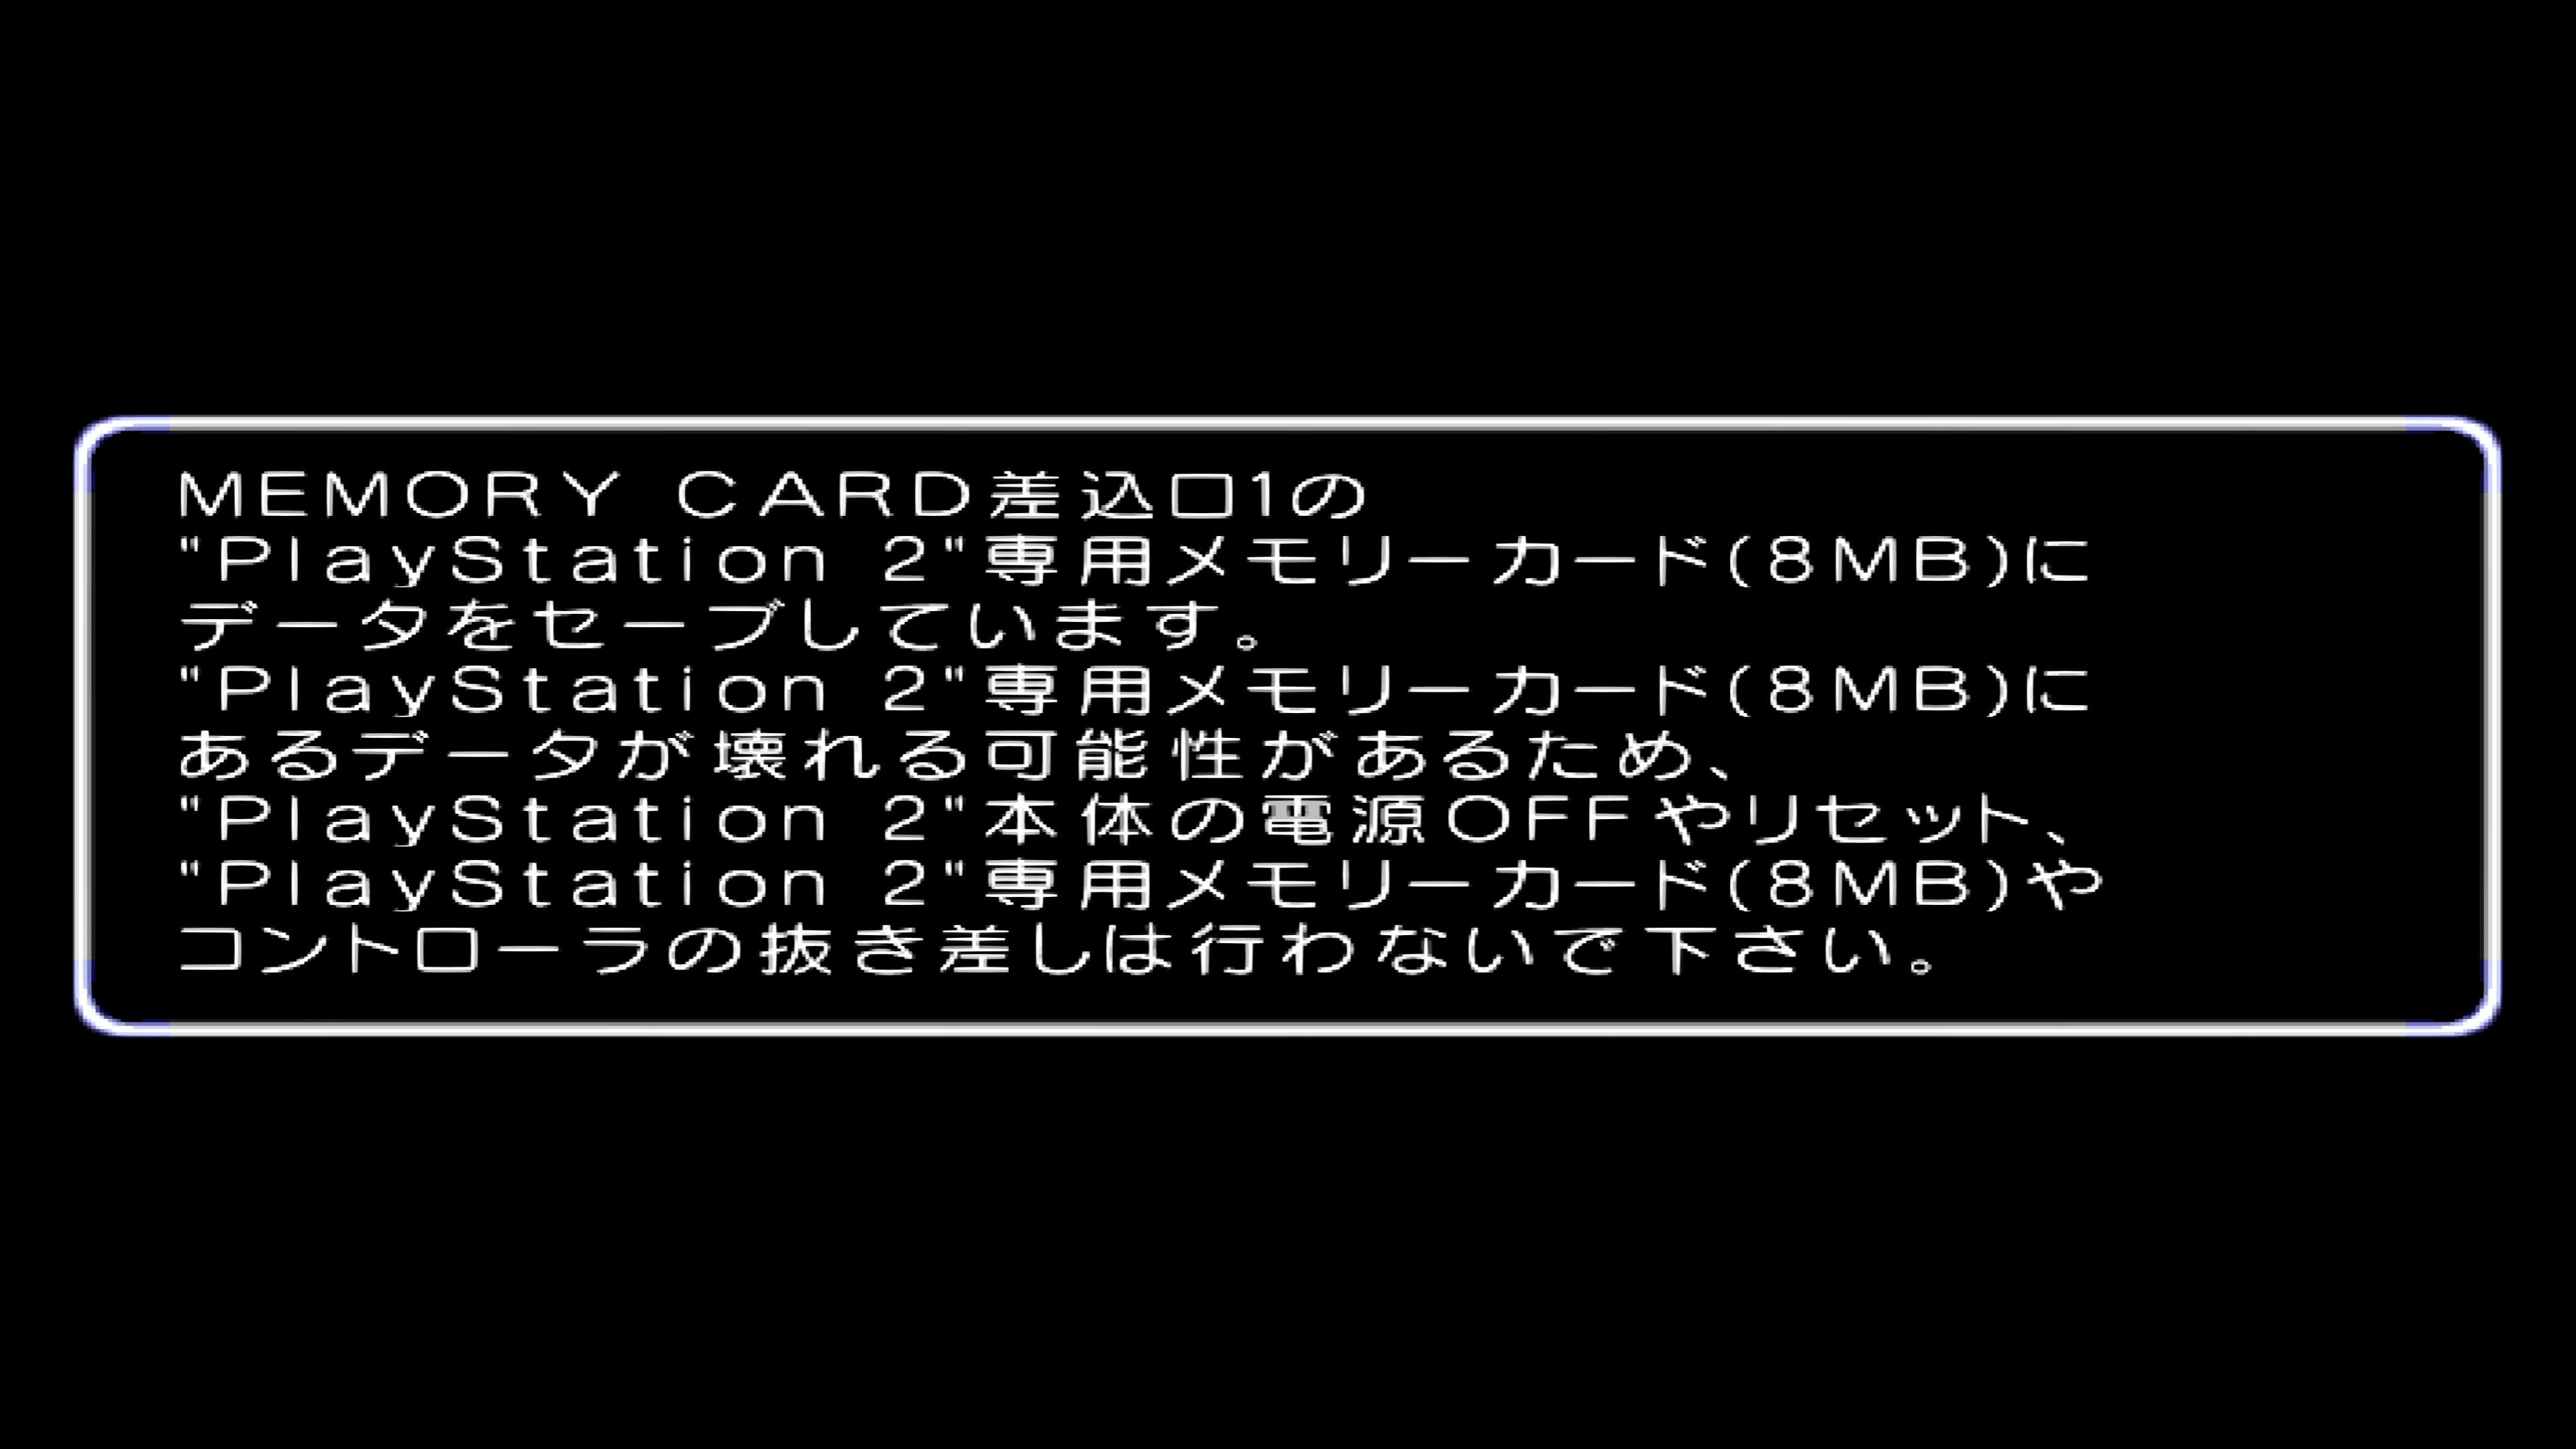 MEMORY CARD差込口1の
"PlayStation 2"専用メモリーカード(8MB)に
データをセーブしています。
"PlayStation 2"専用メモリーカード(8MB)に
あるデータが壊れる可能性があるため、
"PlayStation 2"本体の電源OFFやリセット、
"PlayStation 2"専用メモリーカード(8MB)や
コントローラの抜き差しは行わないで下さい。